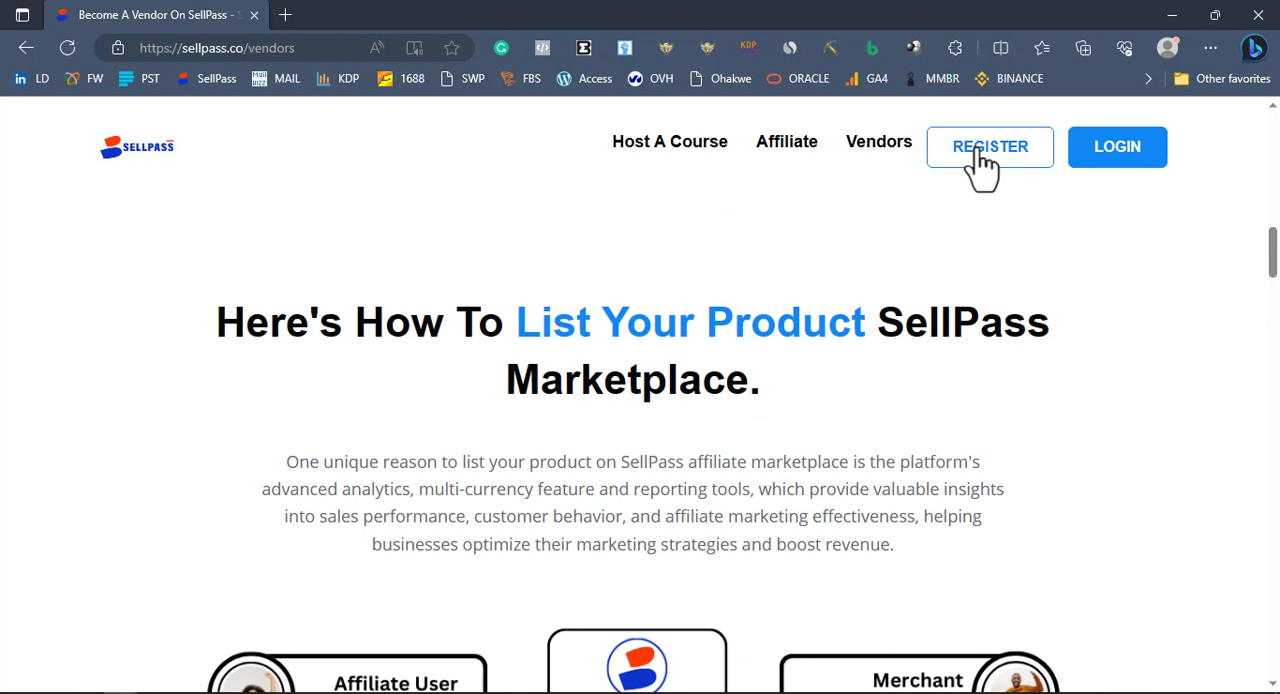 Become A Vendor On SellPass -
https://sellpass.co/vendors
KDP
LD
FW
PST
SellPass
MAIL
KDP
1688
SWP
FBS
Access
OVH
Ohakwe
ORACLE
GA4
MMBR
BINANCE
Other favorites
SELLPASS
Host A Course
Affiliate
Vendors
REGISTER
LOGIN
Here's How To List Your Product SellPass
Marketplace.
One unique reason to list your product on SellPass affiliate marketplace is the platform's
advanced analytics, multi-currency feature and reporting tools, which provide valuable insights
into sales performance, customer behavior, and affiliate marketing effectiveness, helping
businesses optimize their marketing strategies and boost revenue.
Affiliate User
Merchant